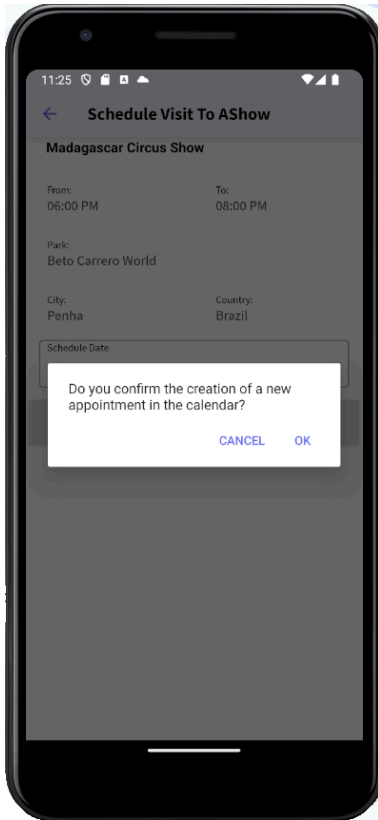 11:25
Schedule Visit To AShow
Madagascar Circus Show
From: To:
06:00 PM 08:00 PM
Park:
Beto Carrero World
City: Country:
Penha Brazil
Schedule Date
Do you confirm the creation of a new
appointment in the calendar?
CANCEL OK